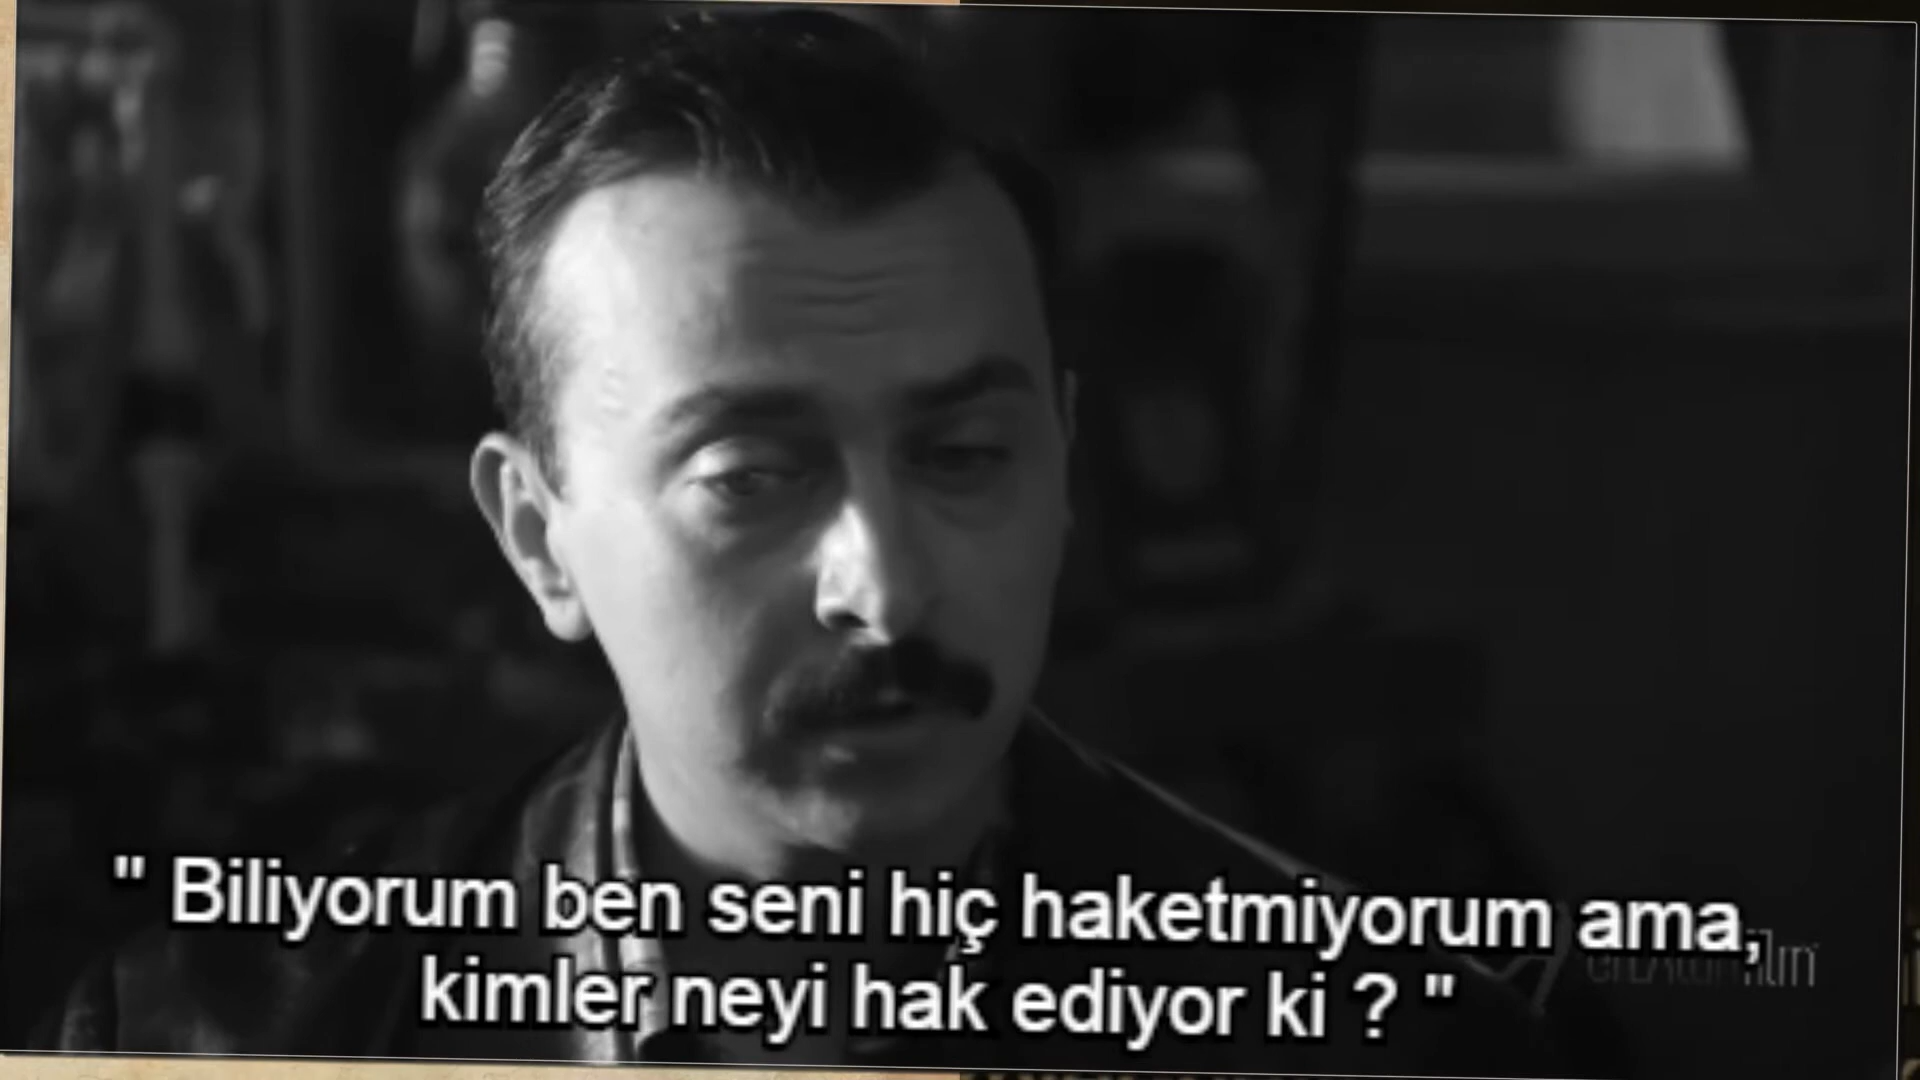 " Biliyorum ben seni hiç haketmiyorum ama,
kimler neyi hak ediyor ki ? "